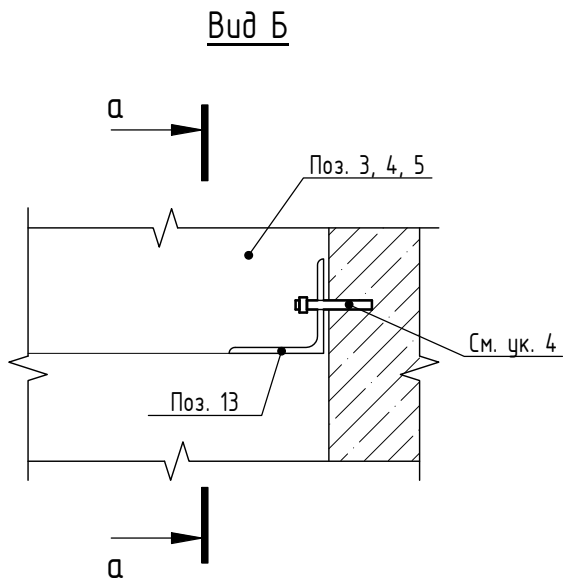 Вид Б
а
Поз. 3, 4, 5
См. ук. 4
Поз. 13
а